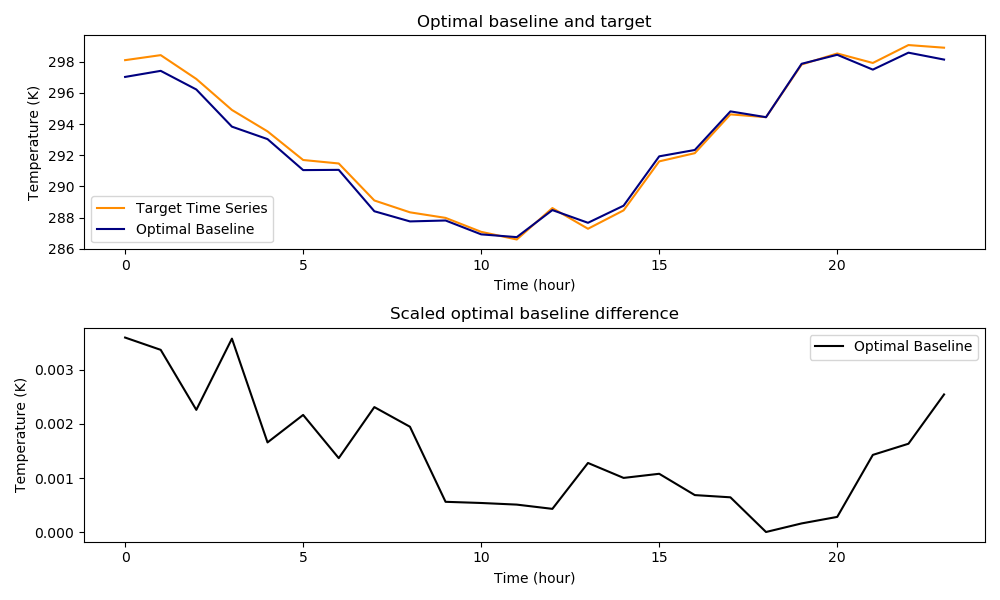 Optimal baseline and target
Temperature (K)
298
296
294
292
290
288
286
Target Time Series
Optimal Baseline
0 5 10 15 20
Time (hour)
Scaled optimal baseline difference
Temperature (K)
0.003
0.002
0.001
0.000
Optimal Baseline
0 5 10 15 20
Time (hour)